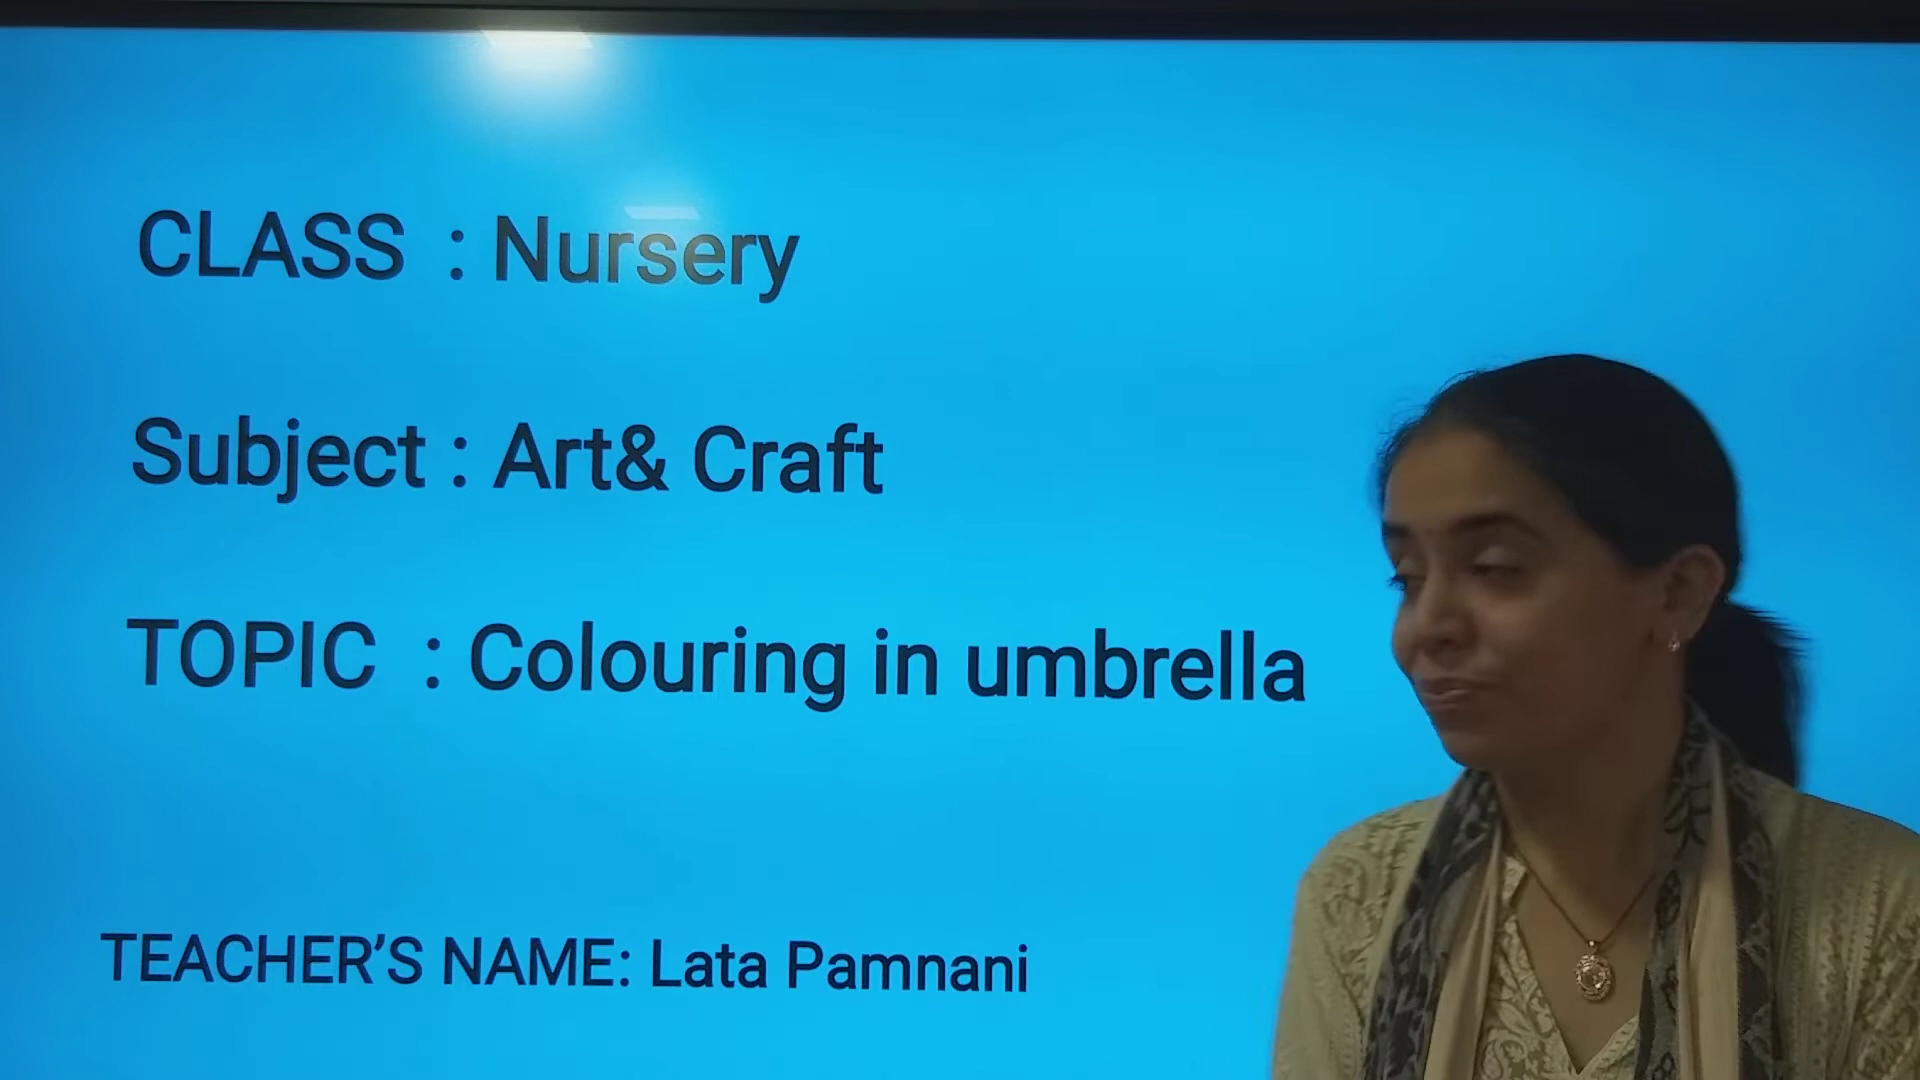 CLASS : Nursery
Subject : Art& Craft
TOPIC : Colouring in umbrella
TEACHER’S NAME: Lata Pamnani